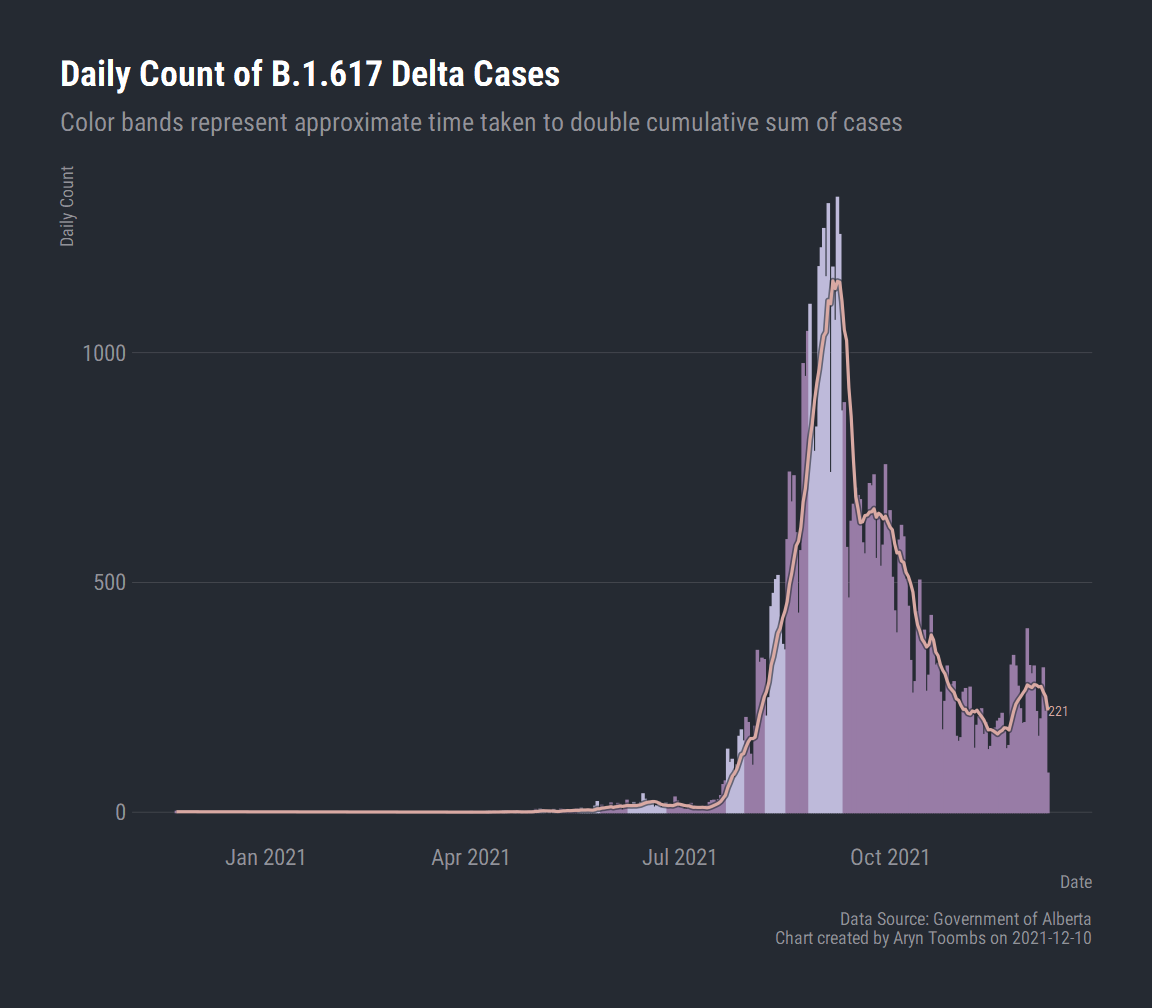 Daily Count of B.1.617 Delta Cases
Color bands represent approximate time taken to double cumulative sum of cases
Daily Count
1000
500
0
221
Jan 2021
Apr 2021
Jul 2021
Oct 2021
Date
Data Source: Government of Alberta
Chart created by Aryn Toombs on 2021-12-10